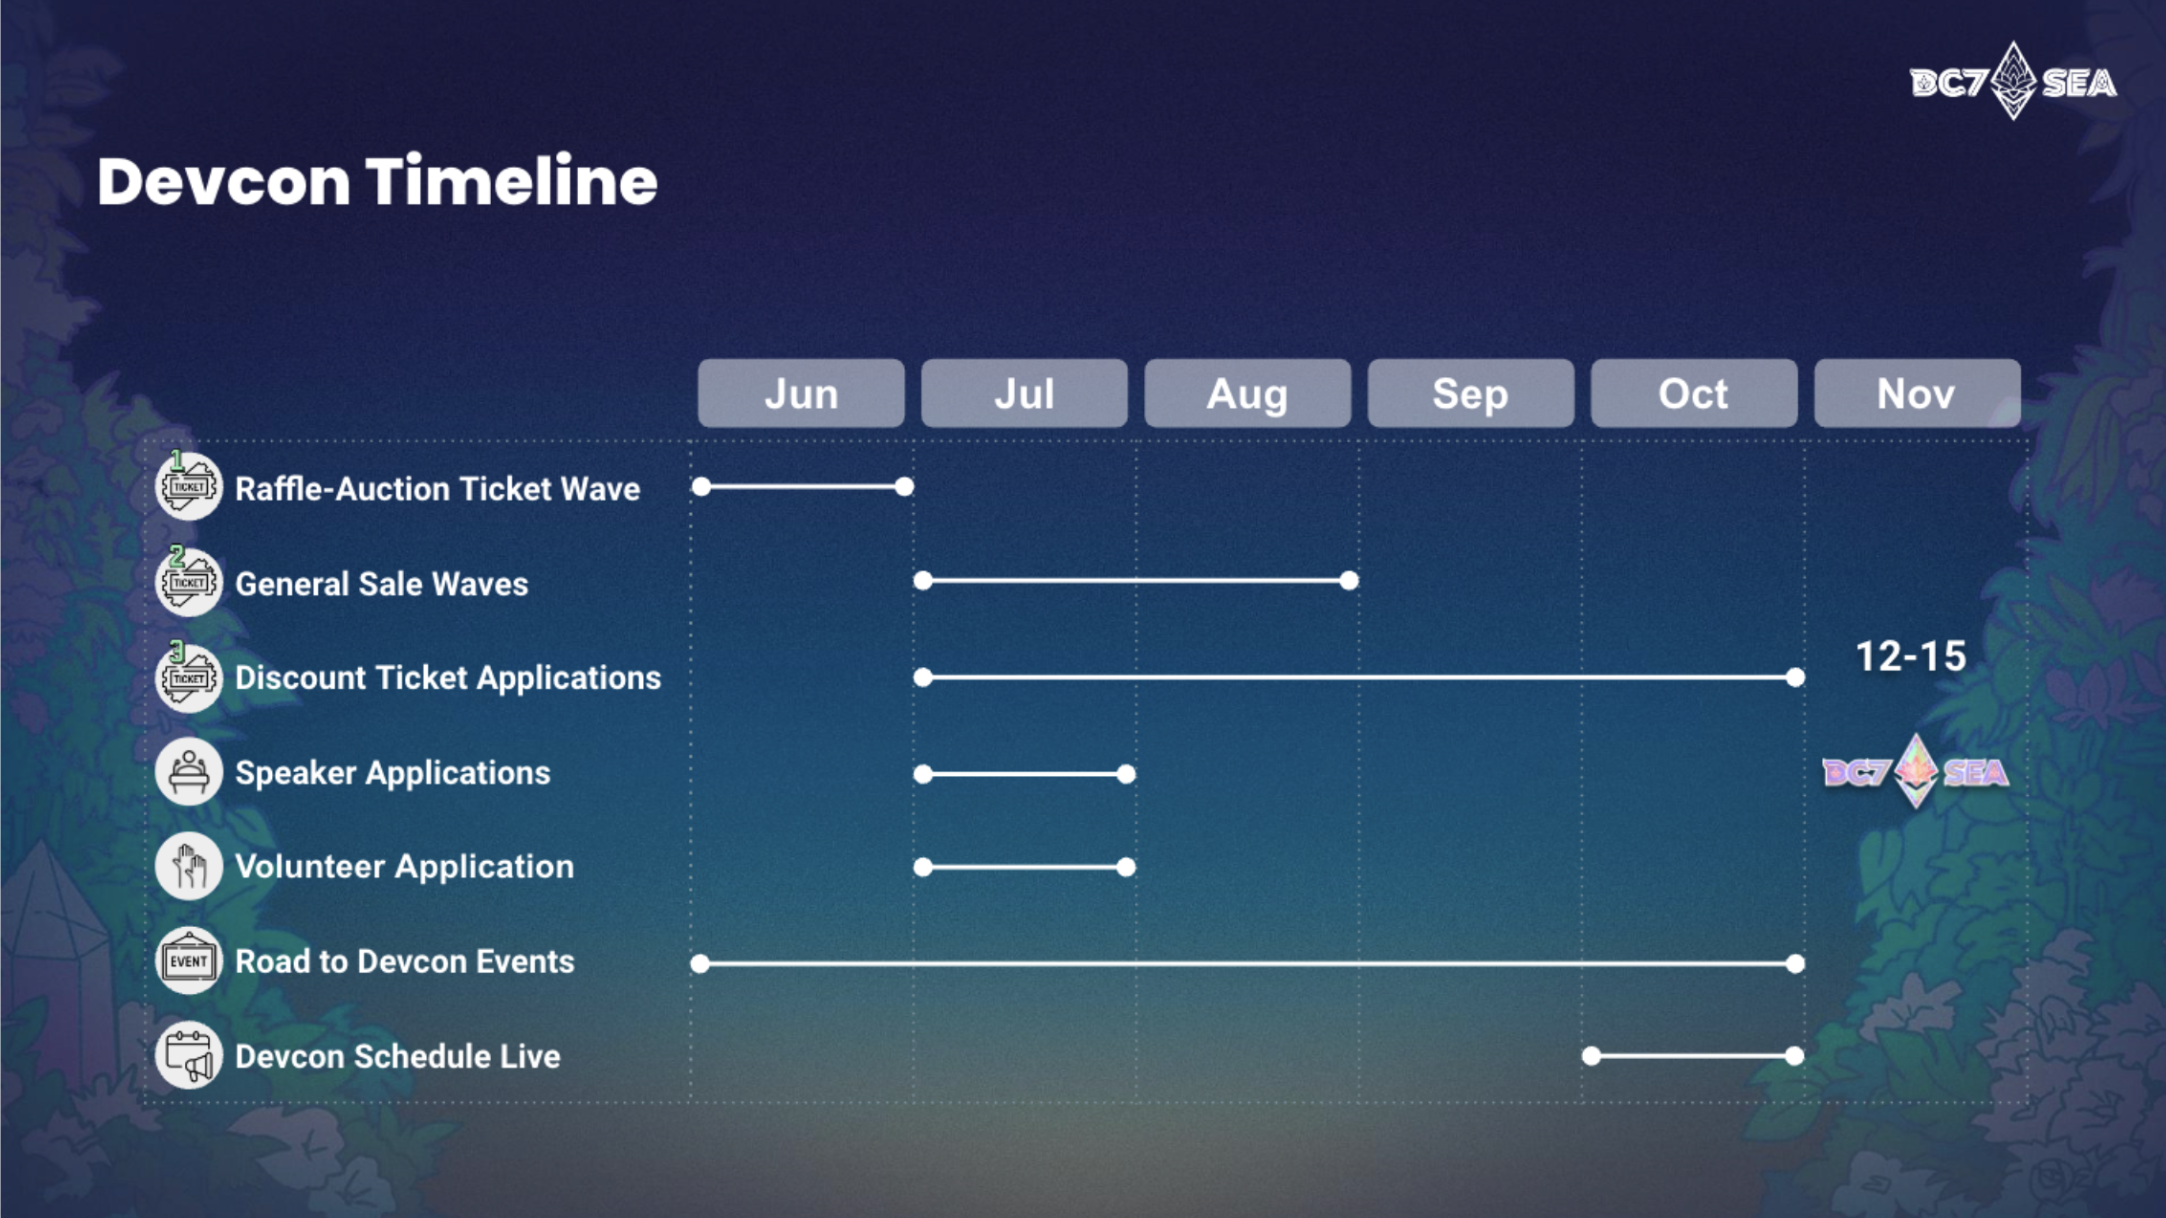 DC7 SEA
Devcon Timeline
Jun Jul Aug Sep Oct Nov
1 TICKET Raffle-Auction Ticket Wave
2 TICKET General Sale Waves
12-15
3 TICKET Discount Ticket Applications
Speaker Applications
DC7 SEA
Volunteer Application
EVENT Road to Devcon Events
Devcon Schedule Live